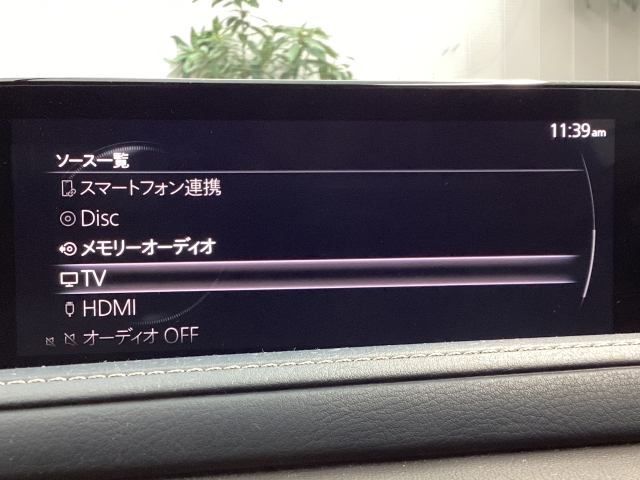 11:39am
ソース一覧
スマートフォン連携
Disc
メモリーオーディオ
TV
HDMI
オーディオ OFF